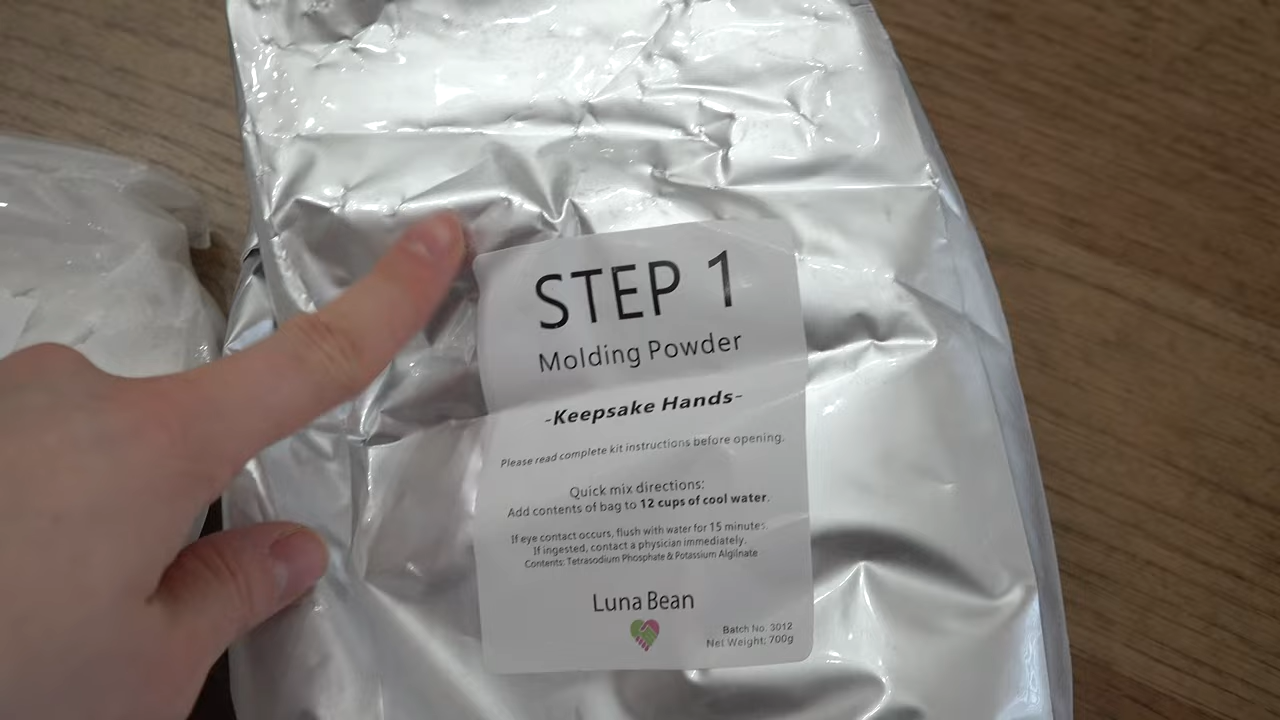 STEP 1
Molding Powder
-Keepsake Hands-
Please read complete kit instructions before opening.
Quick mix directions:
Add contents of bag to 12 cups of cool water.
If eye contact occurs, flush with water for 15 minutes.
If ingested, contact a physician immediately.
Contents: Tetrasodium Phosphate & Potassium Algilnate
Luna Bean
Batch No. 3012
Net Weight: 700g